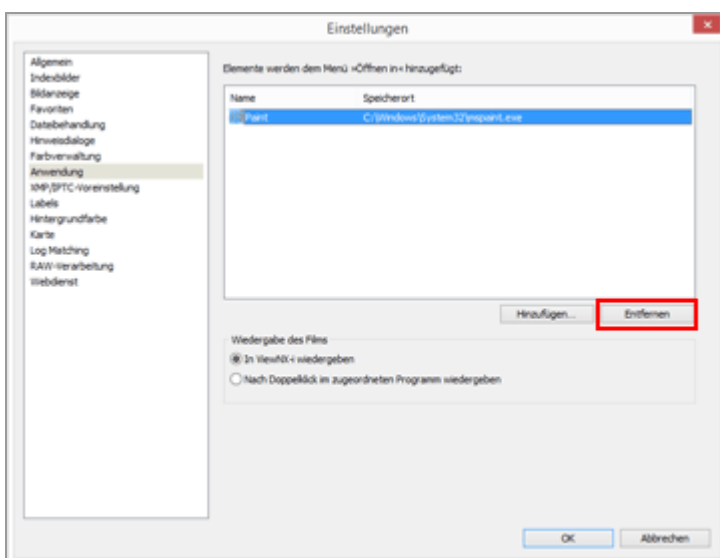 Einstellungen
Allgemein
Indexbilder
Bildanzeige
Favoriten
Dateibehandlung
Hinweisdialoge
Farbverwaltung
Anwendung
XMP/IPTC-Voreinstellung
Labels
Hintergrundfarbe
Karte
Log Matching
RAW-Verarbeitung
Webdienst
Elemente werden dem Menü »Öffnen in« hinzugefügt:
Name Speicherort
Paint C:\Windows\System32\mspaint.exe
Hinzufügen... Entfernen
Wiedergabe des Films
In ViewNX-i wiedergeben
Nach Doppelklick im zugeordneten Programm wiedergeben
OK Abbrechen